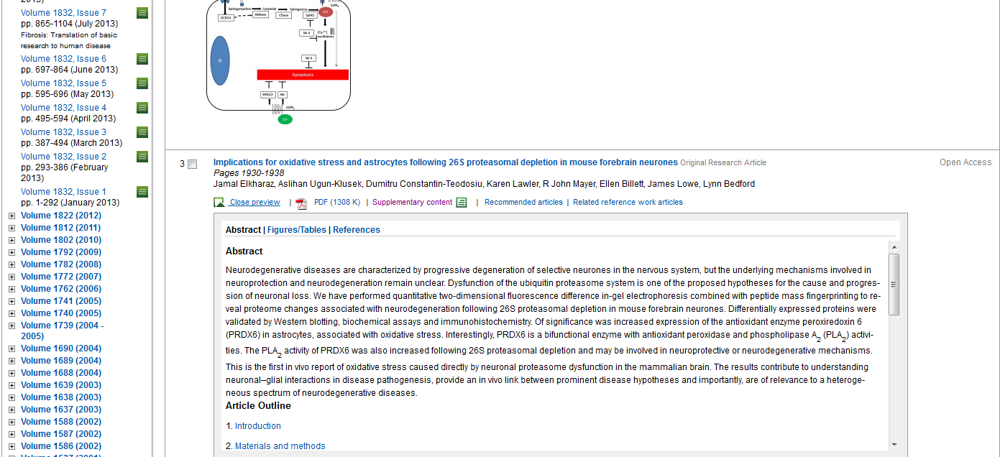 2013)
Volume 1832, Issue 7
pp. 865-1104 (July 2013)
Fibrosis: Translation of basic
research to human disease
Volume 1832, Issue 6
pp. 697-864 (June 2013)
Volume 1832, Issue 5
pp. 595-696 (May 2013)
Volume 1832, Issue 4
pp. 495-594 (April 2013)
Volume 1832, Issue 3
pp. 387-494 (March 2013)
Volume 1832, Issue 2
pp. 293-386 (February
2013)
Volume 1832, Issue 1
pp. 1-292 (January 2013)
Volume 1822 (2012)
Volume 1812 (2011)
Volume 1802 (2010)
Volume 1792 (2009)
Volume 1782 (2008)
Volume 1772 (2007)
Volume 1762 (2006)
Volume 1741 (2005)
Volume 1740 (2005)
Volume 1739 (2004 -
2005)
Volume 1690 (2004)
Volume 1689 (2004)
Volume 1688 (2004)
Volume 1639 (2003)
Volume 1638 (2003)
Volume 1637 (2003)
Volume 1588 (2002)
Volume 1587 (2002)
Volume 1586 (2002)
Sphingomyeline Ceramide Sphingosine S1P S1PR2
GCDCA ASMase CDase SphK1
Ski II [Ca2+] oscillations
N
Ski II
Apoptosis
ERK1/2 Akt
S1P
3 Implications for oxidative stress and astrocytes following 26S proteasomal depletion in mouse forebrain neurones Original Research Article Open Access
Pages 1930-1938
Jamal Elkharaz, Aslihan Ugun-Klusek, Dumitru Constantin-Teodosiu, Karen Lawler, R John Mayer, Ellen Billett, James Lowe, Lynn Bedford
Close preview | PDF (1308 K) | Supplementary content | Recommended articles | Related reference work articles
Abstract | Figures/Tables | References
Abstract
Neurodegenerative diseases are characterized by progressive degeneration of selective neurones in the nervous system, but the underlying mechanisms involved in
neuroprotection and neurodegeneration remain unclear. Dysfunction of the ubiquitin proteasome system is one of the proposed hypotheses for the cause and progres-
sion of neuronal loss. We have performed quantitative two-dimensional fluorescence difference in-gel electrophoresis combined with peptide mass fingerprinting to re-
veal proteome changes associated with neurodegeneration following 26S proteasomal depletion in mouse forebrain neurones. Differentially expressed proteins were
validated by Western blotting, biochemical assays and immunohistochemistry. Of significance was increased expression of the antioxidant enzyme peroxiredoxin 6
(PRDX6) in astrocytes, associated with oxidative stress. Interestingly, PRDX6 is a bifunctional enzyme with antioxidant peroxidase and phospholipase A2 (PLA2) activi-
ties. The PLA2 activity of PRDX6 was also increased following 26S proteasomal depletion and may be involved in neuroprotective or neurodegenerative mechanisms.
This is the first in vivo report of oxidative stress caused directly by neuronal proteasome dysfunction in the mammalian brain. The results contribute to understanding
neuronal–glial interactions in disease pathogenesis, provide an in vivo link between prominent disease hypotheses and importantly, are of relevance to a heteroge-
neous spectrum of neurodegenerative diseases.
Article Outline
1. Introduction
2. Materials and methods